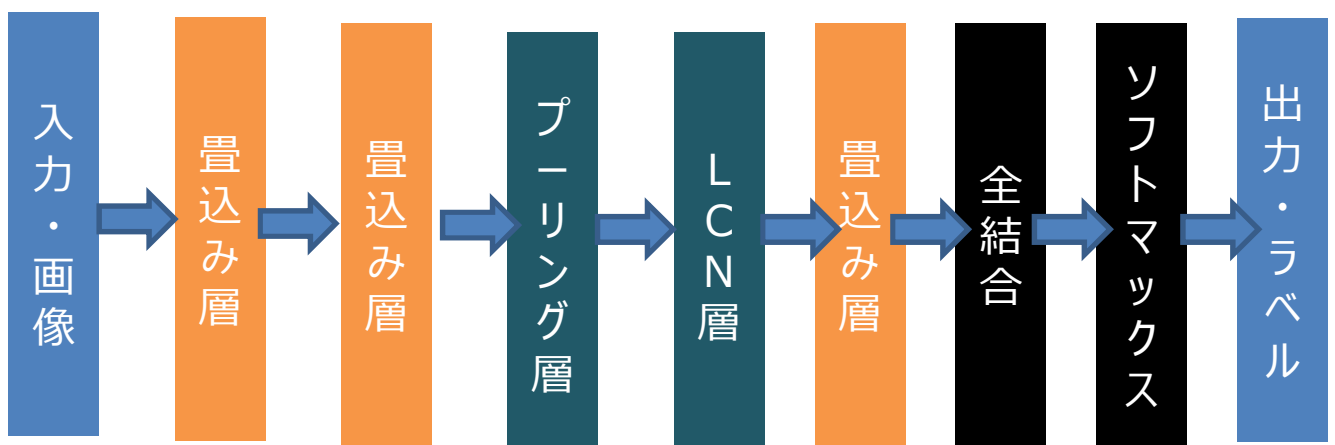 入力・画像
畳込み層
畳込み層
プーリング層
LCN層
畳込み層
全結合
ソフトマックス
出力・ラベル